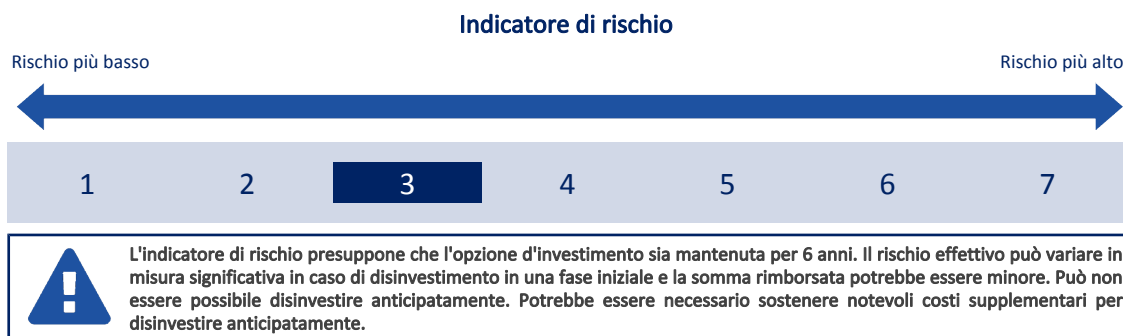 Indicatore di rischio
Rischio più basso
Rischio più alto
1 2 3 4 5 6 7
L'indicatore di rischio presuppone che l'opzione d'investimento sia mantenuta per 6 anni. Il rischio effettivo può variare in
misura significativa in caso di disinvestimento in una fase iniziale e la somma rimborsata potrebbe essere minore. Può non
essere possibile disinvestire anticipatamente. Potrebbe essere necessario sostenere notevoli costi supplementari per
disinvestire anticipatamente.